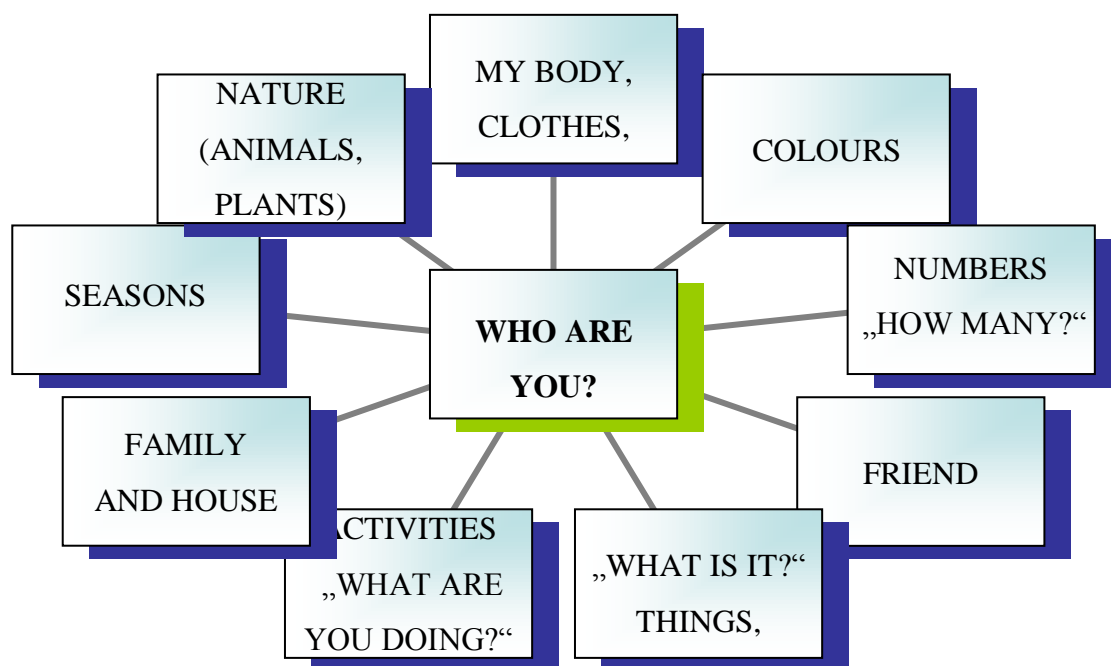 MY BODY,
CLOTHES,
NATURE
(ANIMALS,
PLANTS)
COLOURS
SEASONS
NUMBERS
„HOW MANY?“
WHO ARE
YOU?
FAMILY
AND HOUSE
FRIEND
ACTIVITIES
„WHAT ARE
YOU DOING?“
„WHAT IS IT?“
THINGS,